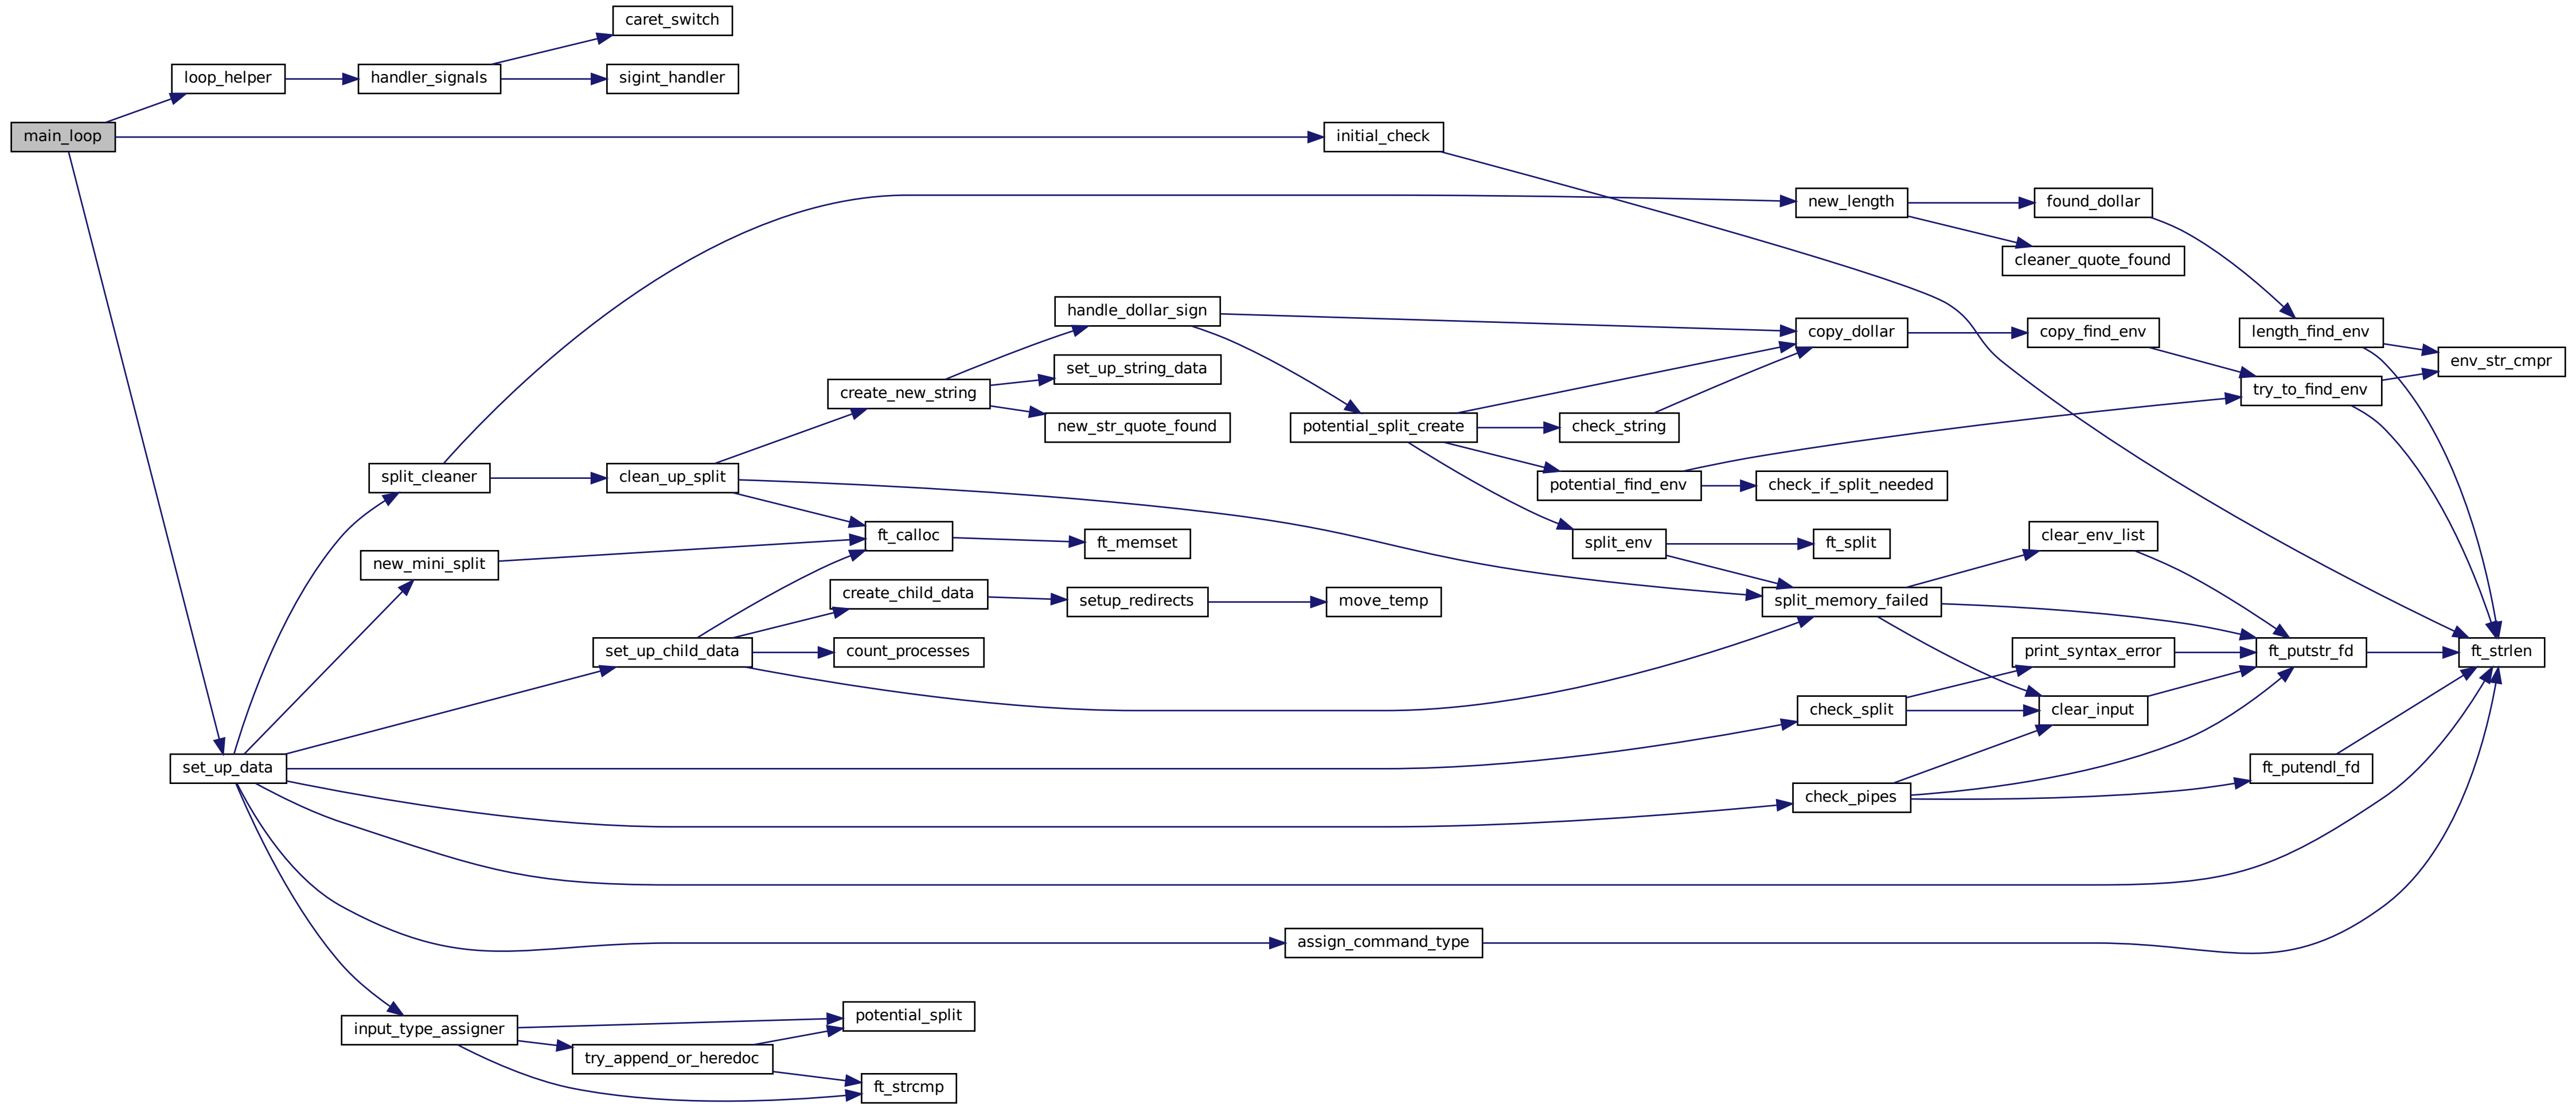 caret_switch
loop_helper
handler_signals
sigint_handler
main_loop
initial_check
new_length
found_dollar
cleaner_quote_found
handle_dollar_sign
copy_dollar
copy_find_env
length_find_env
env_str_cmpr
set_up_string_data
create_new_string
try_to_find_env
new_str_quote_found
potential_split_create
check_string
split_cleaner
clean_up_split
potential_find_env
check_if_split_needed
ft_calloc
ft_memset
split_env
ft_split
clear_env_list
new_mini_split
create_child_data
setup_redirects
move_temp
split_memory_failed
set_up_child_data
count_processes
print_syntax_error
ft_putstr_fd
ft_strlen
check_split
clear_input
set_up_data
ft_putendl_fd
check_pipes
assign_command_type
potential_split
input_type_assigner
try_append_or_heredoc
ft_strcmp